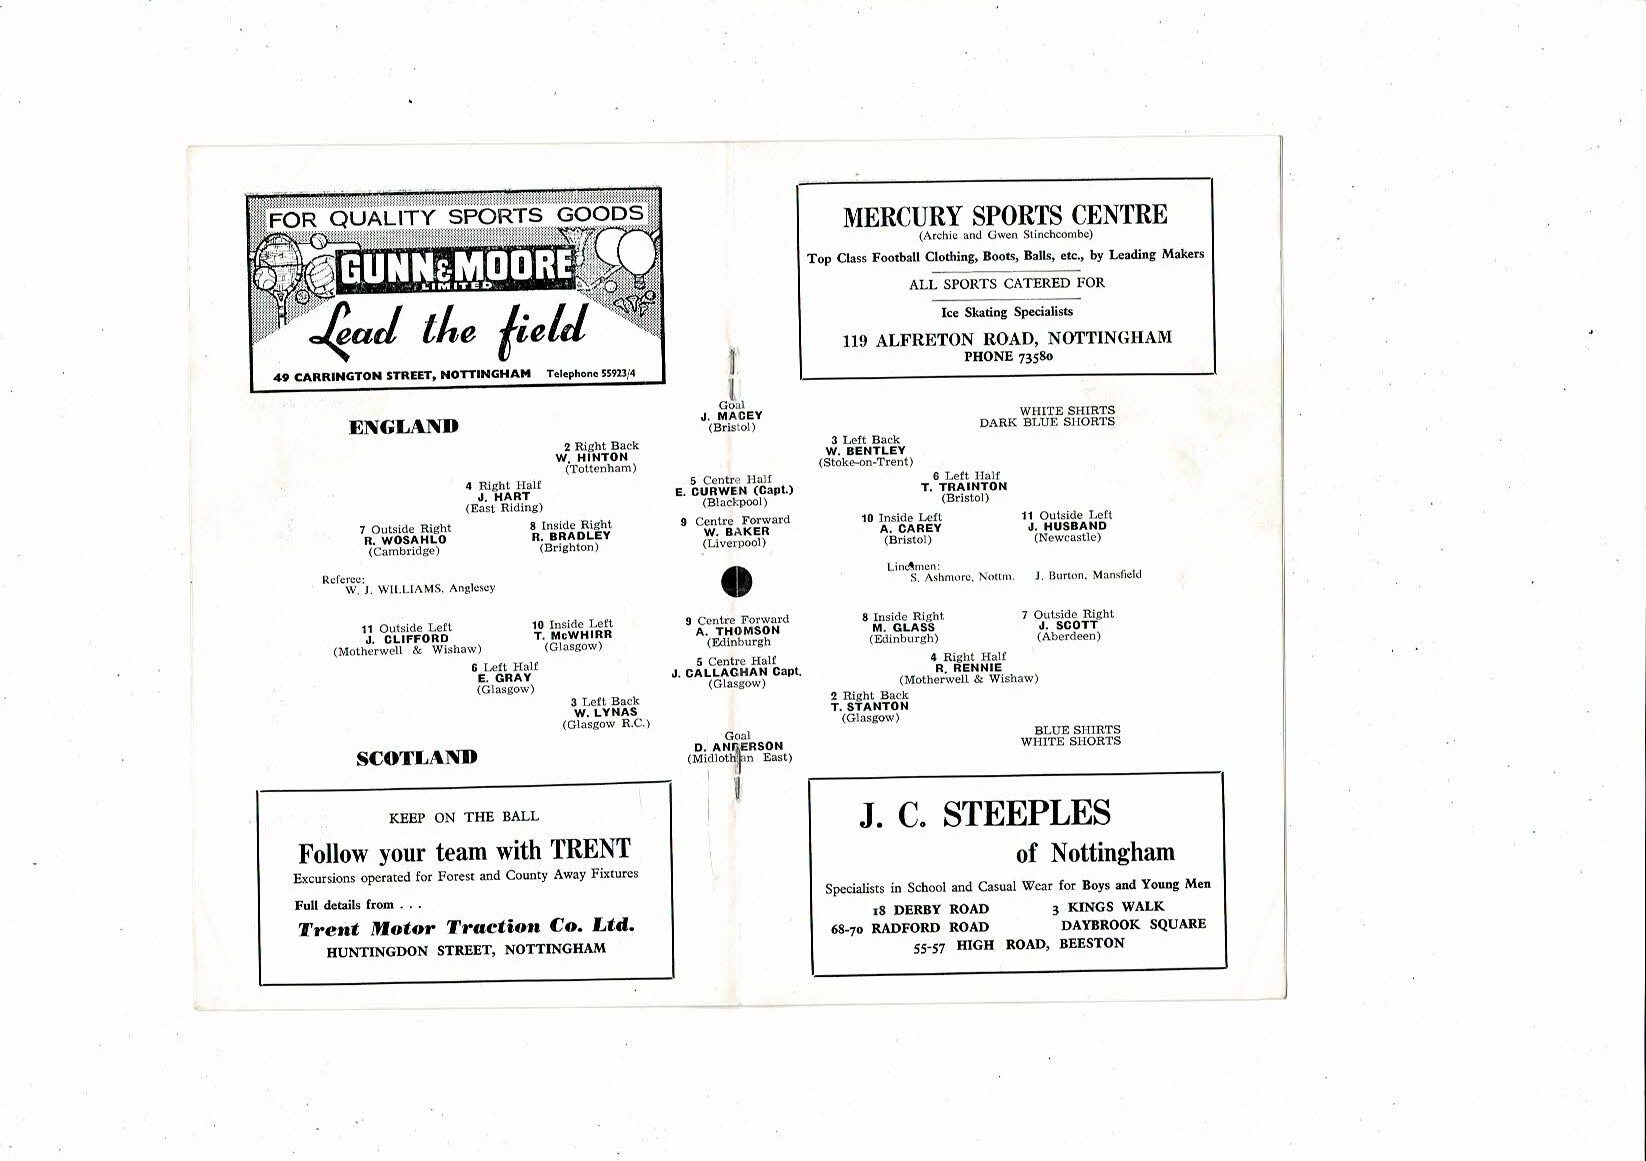 FOR QUALITY SPORTS GOODS
GUNN & MOORE
LIMITED
Lead the field
49 CARRINGTON STREET, NOTTINGHAM Telephone 55923/4
MERCURY SPORTS CENTRE
(Archie and Gwen Stinchcombe)
Top Class Football Clothing, Boots, Balls, etc., by Leading Makers
ALL SPORTS CATERED FOR
Ice Skating Specialists
119 ALFRETON ROAD, NOTTINGHAM
PHONE 73580
ENGLAND
Goal
J. MACEY
(Bristol)
WHITE SHIRTS
DARK BLUE SHORTS
2 Right Back
W. HINTON
(Tottenham)
3 Left Back
W. BENTLEY
(Stoke-on-Trent)
4 Right Half
J. HART
(East Riding)
5 Centre Half
E. CURWEN (Capt.)
(Blackpool)
6 Left Half
T. TRAINTON
(Bristol)
7 Outside Right
R. WOSAHLO
(Cambridge)
8 Inside Right
R. BRADLEY
(Brighton)
9 Centre Forward
W. BAKER
(Liverpool)
10 Inside Left
A. CAREY
(Bristol)
11 Outside Left
J. HUSBAND
(Newcastle)
Referee:
W. J. WILLIAMS, Anglesey
Linesmen:
S. Ashmore, Nottm. J. Burton, Mansfield
11 Outside Left
J. CLIFFORD
(Motherwell & Wishaw)
10 Inside Left
T. McWHIRR
(Glasgow)
9 Centre Forward
A. THOMSON
(Edinburgh
8 Inside Right
M. GLASS
(Edinburgh)
7 Outside Right
J. SCOTT
(Aberdeen)
6 Left Half
E. GRAY
(Glasgow)
5 Centre Half
J. CALLAGHAN Capt.
(Glasgow)
4 Right Half
R. RENNIE
(Motherwell & Wishaw)
3 Left Back
W. LYNAS
(Glasgow R.C.)
2 Right Back
T. STANTON
(Glasgow)
SCOTLAND
Goal
D. ANDERSON
(Midlothian East)
BLUE SHIRTS
WHITE SHORTS
KEEP ON THE BALL
Follow your team with TRENT
Excursions operated for Forest and County Away Fixtures
Full details from . . .
Trent Motor Traction Co. Ltd.
HUNTINGDON STREET, NOTTINGHAM
J. C. STEEPLES
of Nottingham
Specialists in School and Casual Wear for Boys and Young Men
18 DERBY ROAD 3 KINGS WALK
68-70 RADFORD ROAD DAYBROOK SQUARE
55-57 HIGH ROAD, BEESTON